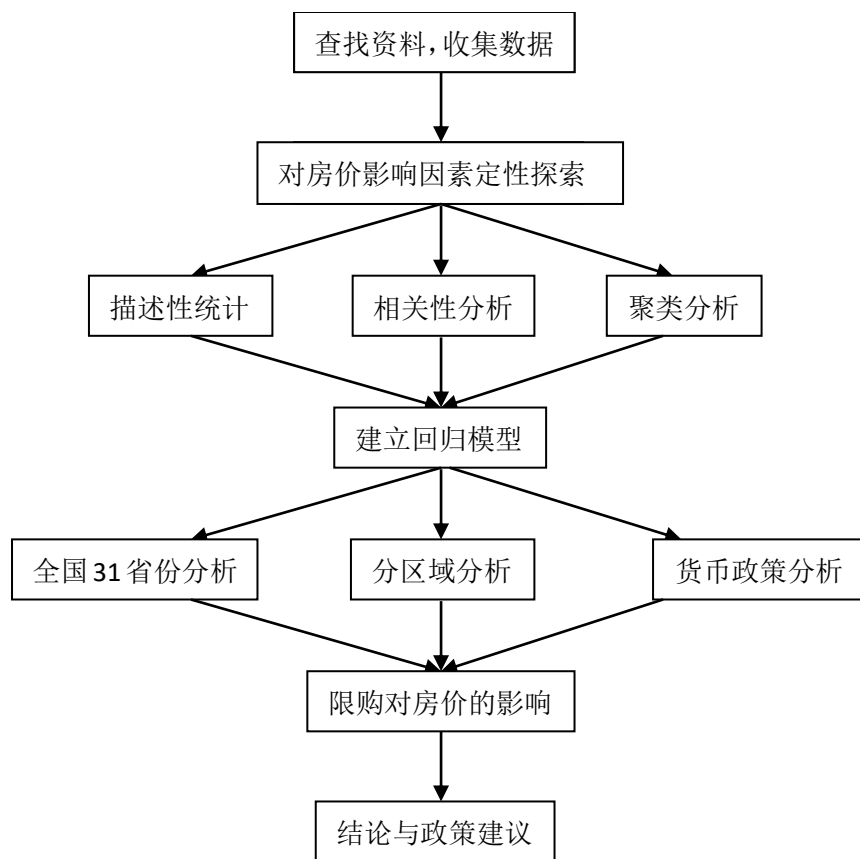 查找资料，收集数据
对房价影响因素定性探索
描述性统计
相关性分析
聚类分析
建立回归模型
全国 31 省份分析
分区域分析
货币政策分析
限购对房价的影响
结论与政策建议